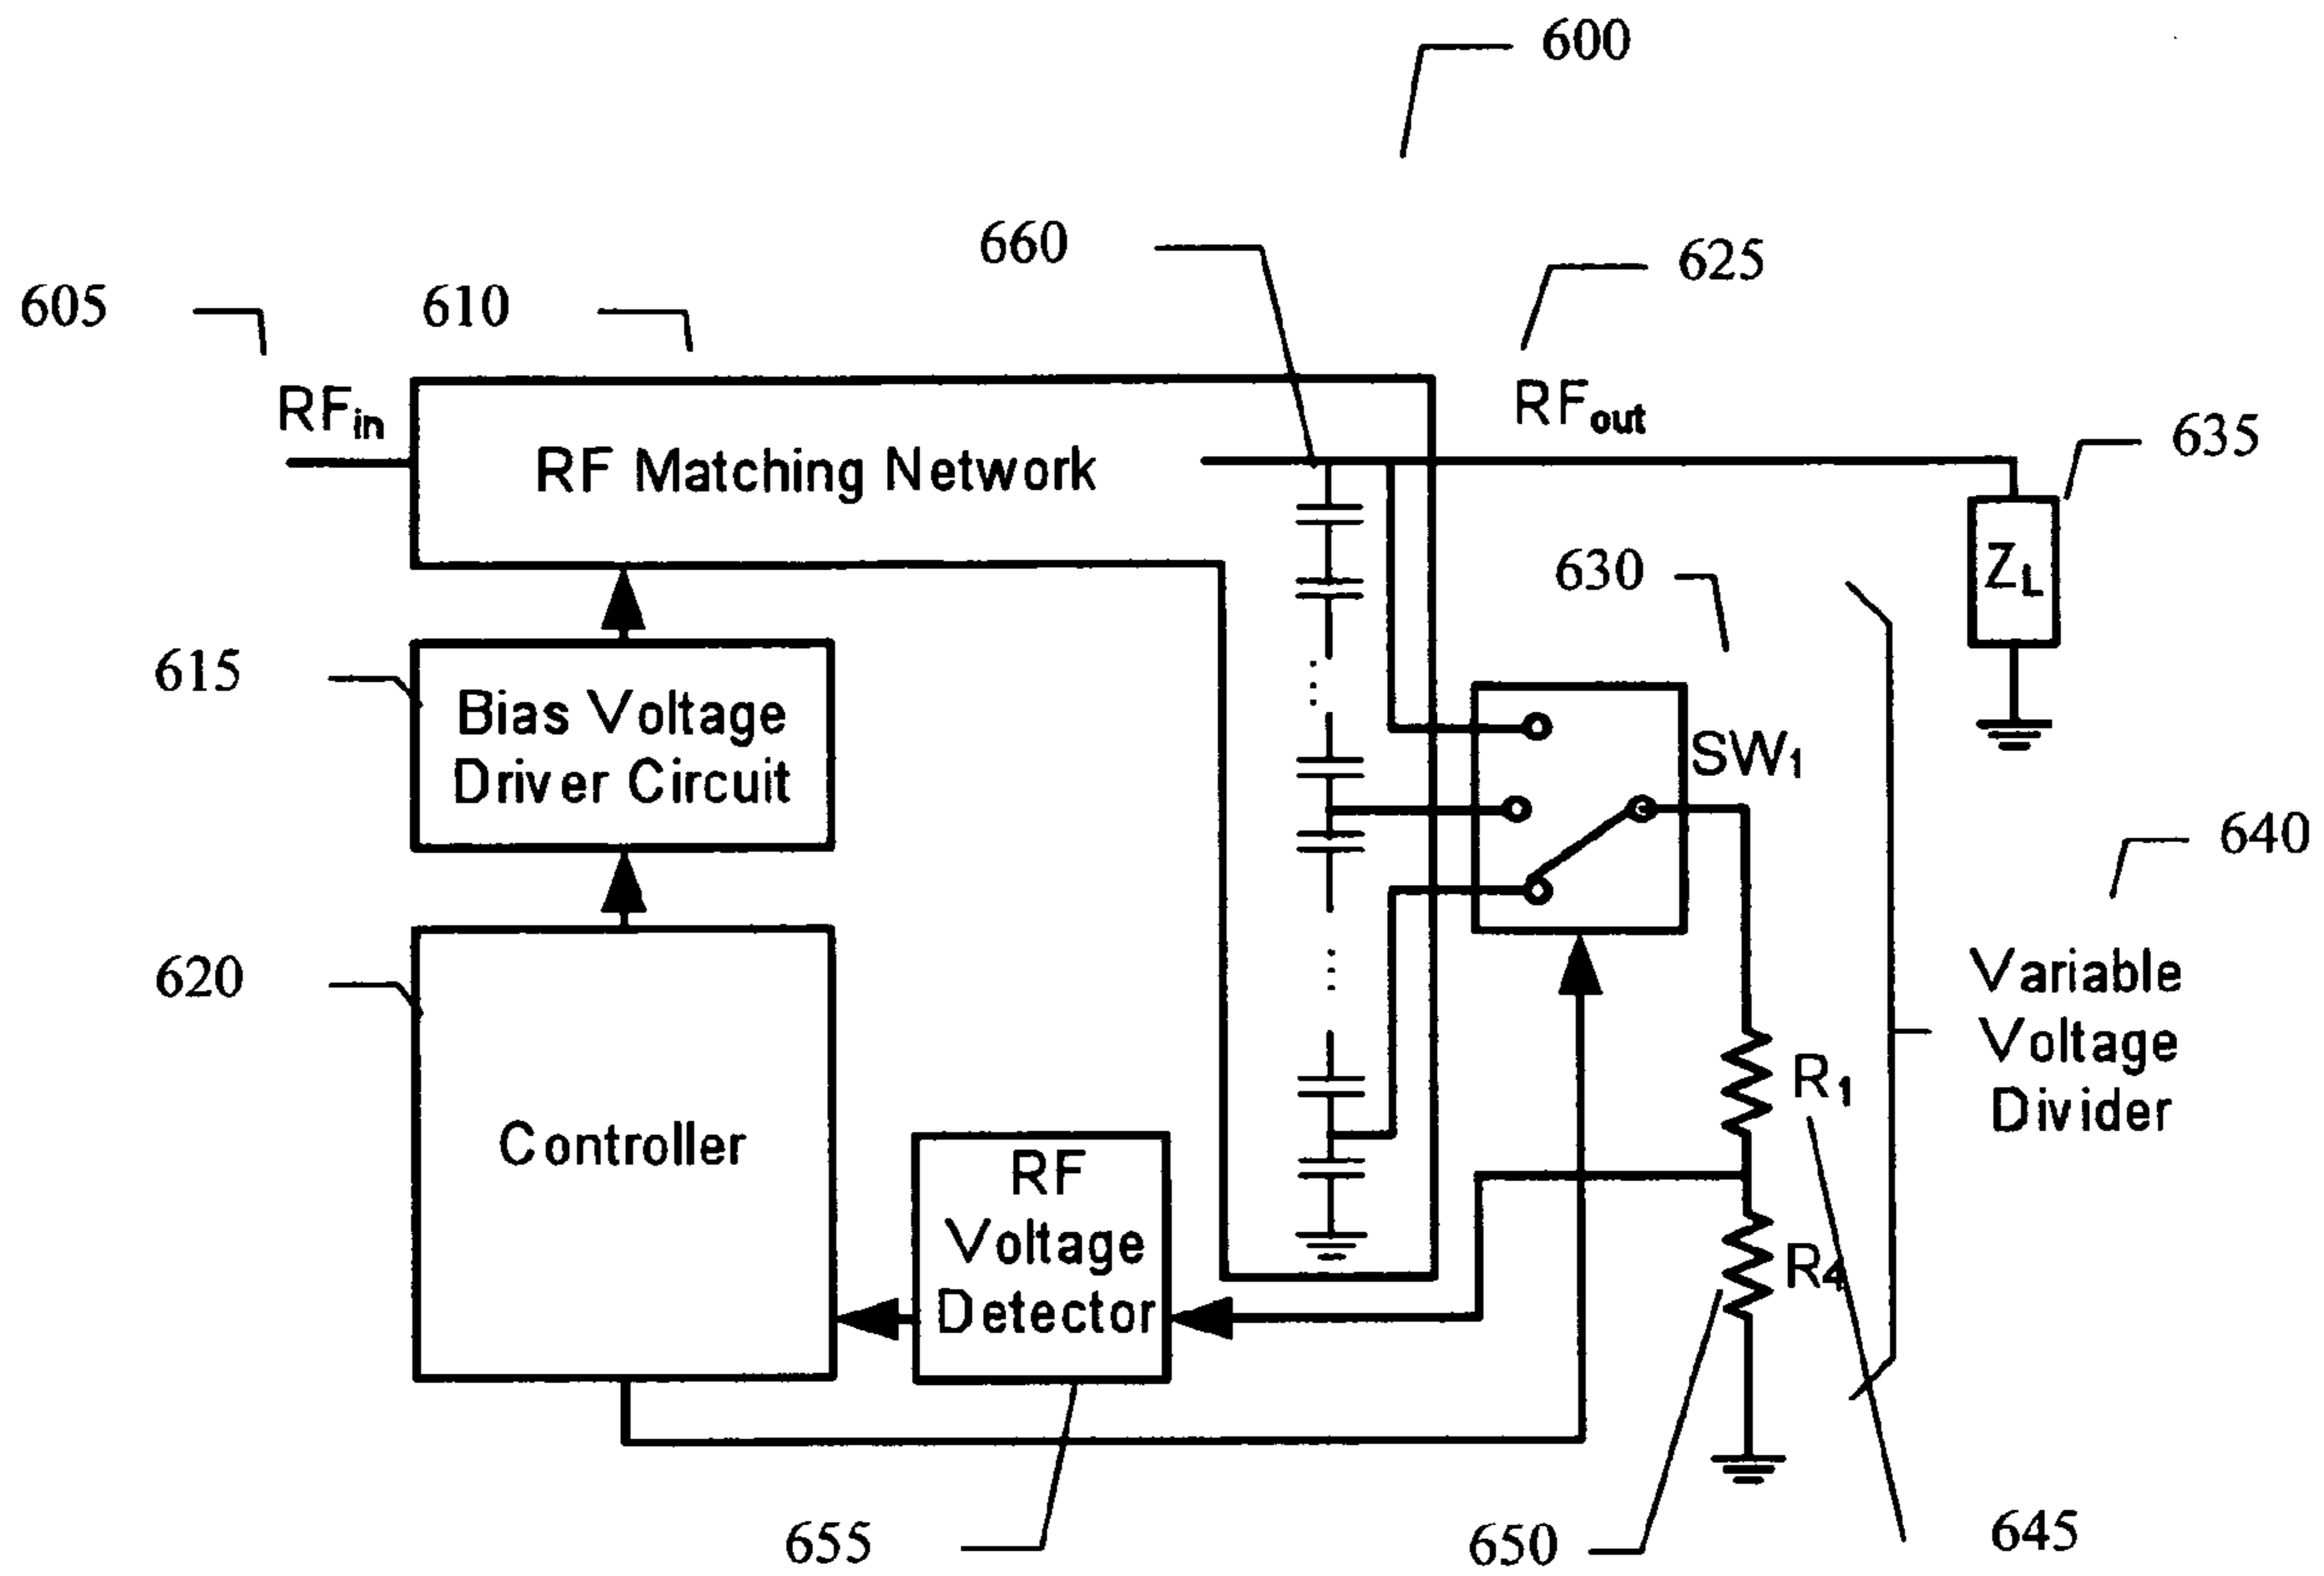 600
660
625
605
610
RFin
RFout
635
RF Matching Network
ZL
630
615
Bias Voltage
Driver Circuit
SW1
640
620
Variable
Voltage
Divider
R1
Controller
RF
Voltage
Detector
R4
655
650
645